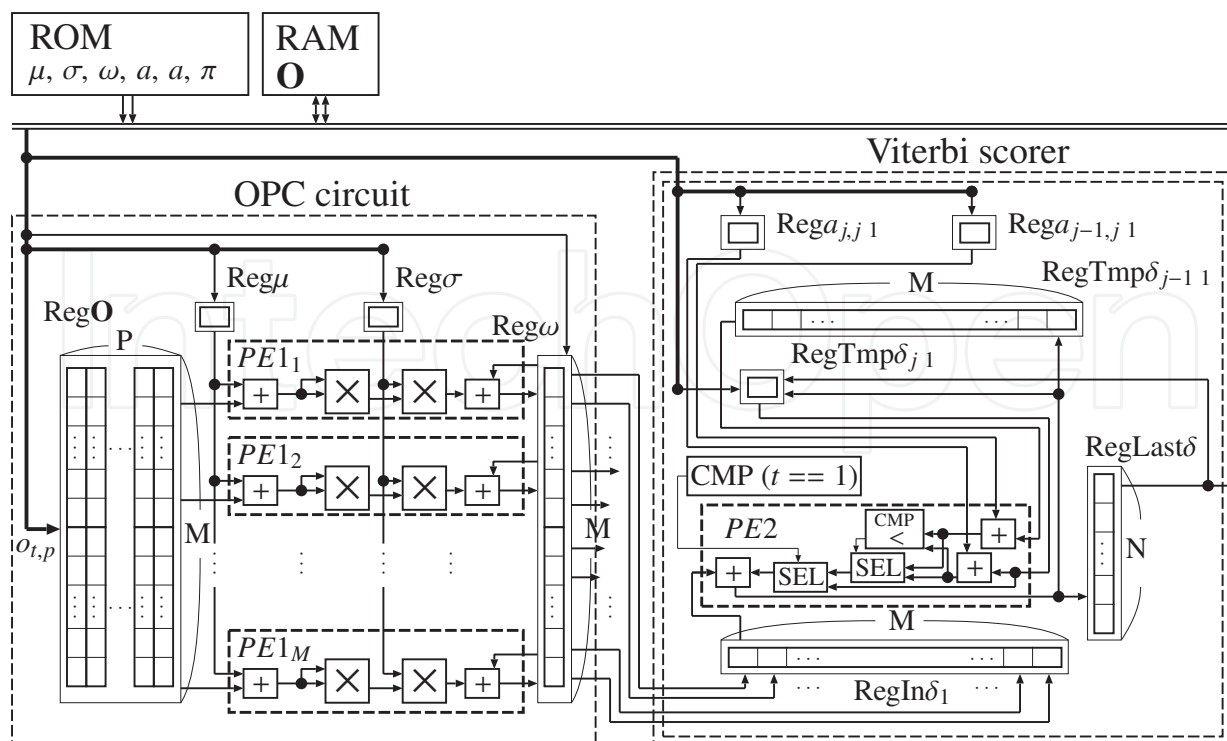 ROM
μ, σ, ω, a, a, π
RAM
O
OPC circuit
Viterbi scorer
Regμ
Regσ
Regω
RegO
P
M
o_{t,p}
PE1_1
PE1_2
PE1_M
M
Rega_{j,j 1}
Rega_{j−1,j 1}
M
RegTmpδ_{j−1 1}
RegTmpδ_{j 1}
RegLastδ
N
CMP (t == 1)
PE2
CMP
<
SEL
SEL
M
RegInδ_1
IntechOpen